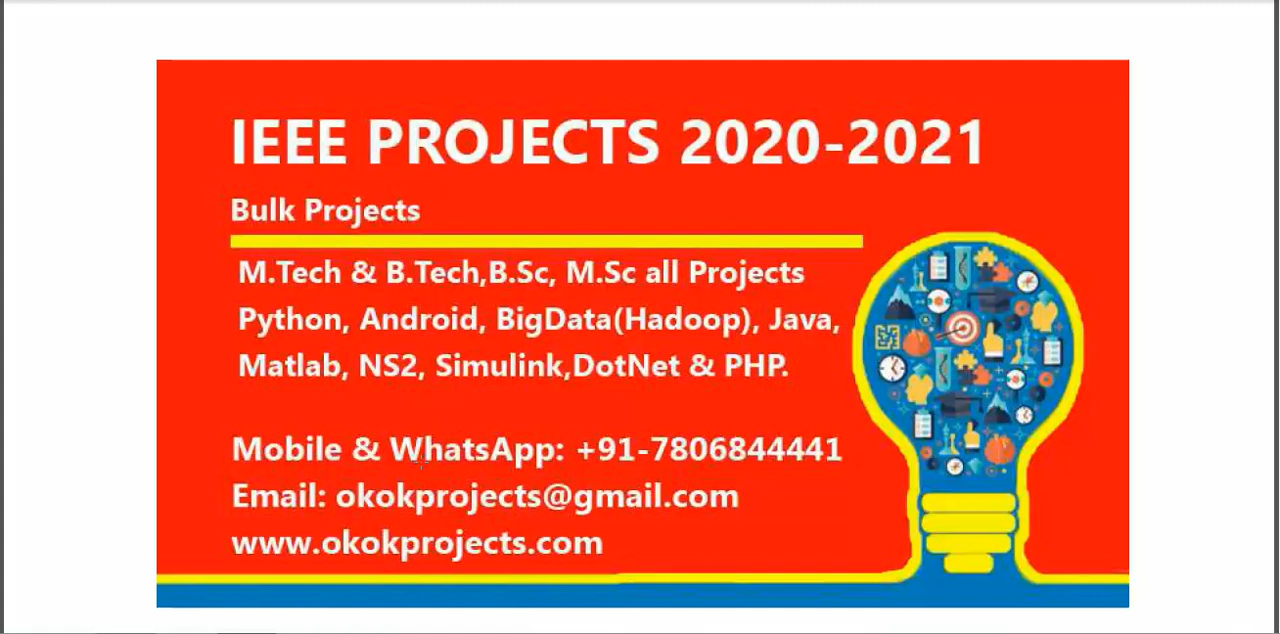 IEEE PROJECTS 2020-2021
Bulk Projects
M.Tech & B.Tech,B.Sc, M.Sc all Projects
Python, Android, BigData(Hadoop), Java,
Matlab, NS2, Simulink,DotNet & PHP.
Mobile & WhatsApp: +91-7806844441
Email: okokprojects@gmail.com
www.okokprojects.com